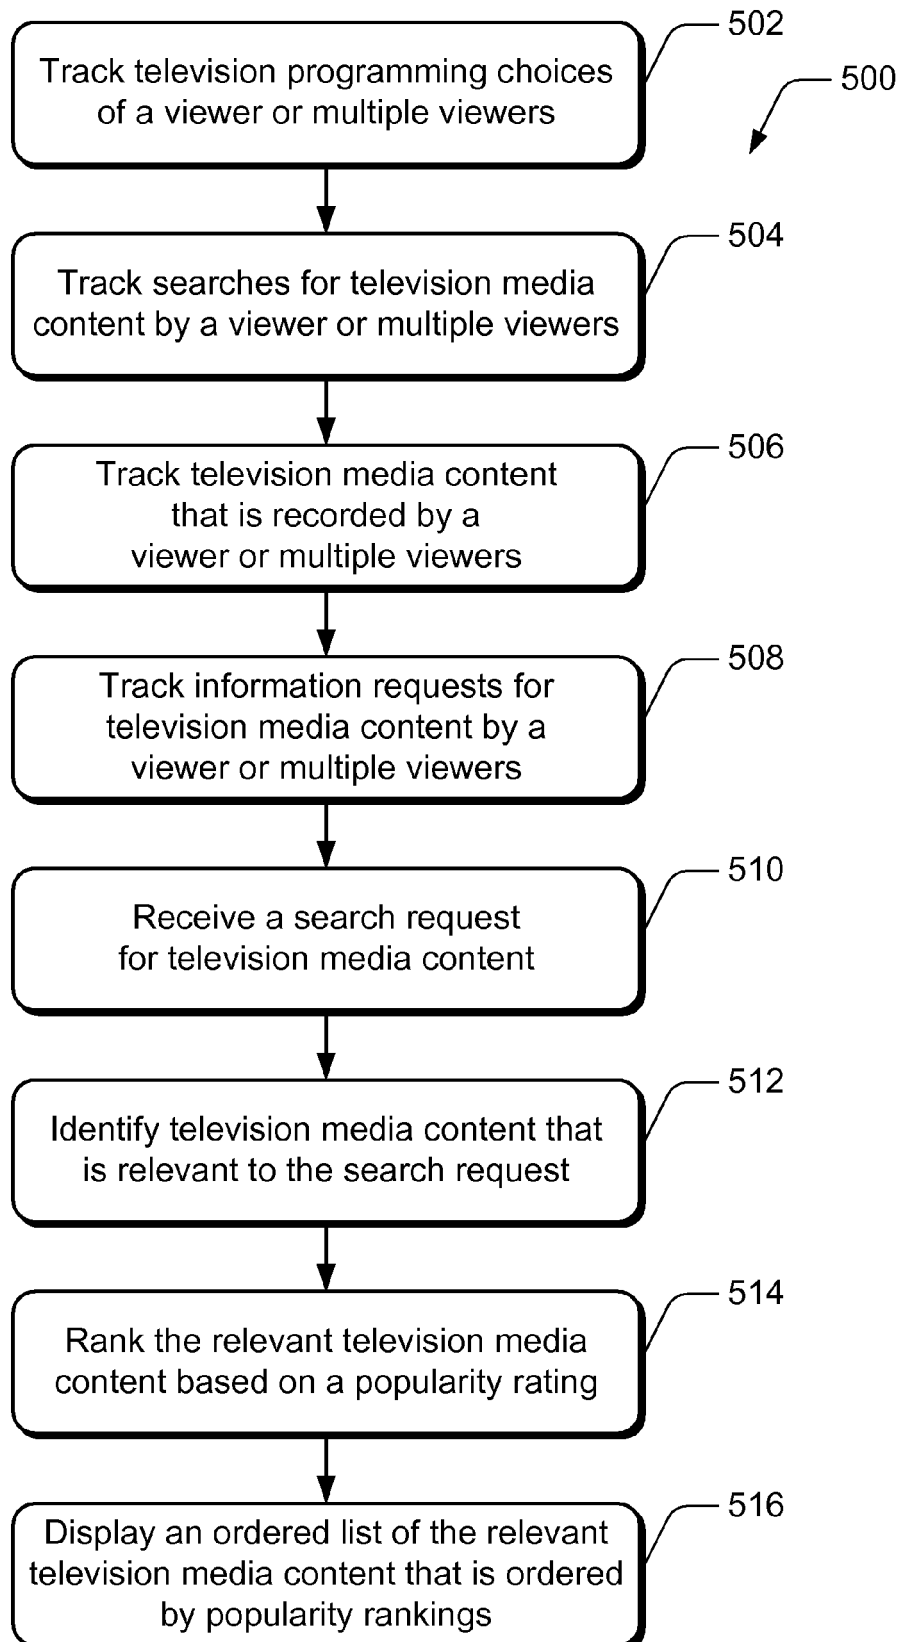 502
Track television programming choices
of a viewer or multiple viewers
500
504
Track searches for television media
content by a viewer or multiple viewers
506
Track television media content
that is recorded by a
viewer or multiple viewers
508
Track information requests for
television media content by a
viewer or multiple viewers
510
Receive a search request
for television media content
512
Identify television media content that
is relevant to the search request
514
Rank the relevant television media
content based on a popularity rating
516
Display an ordered list of the relevant
television media content that is ordered
by popularity rankings